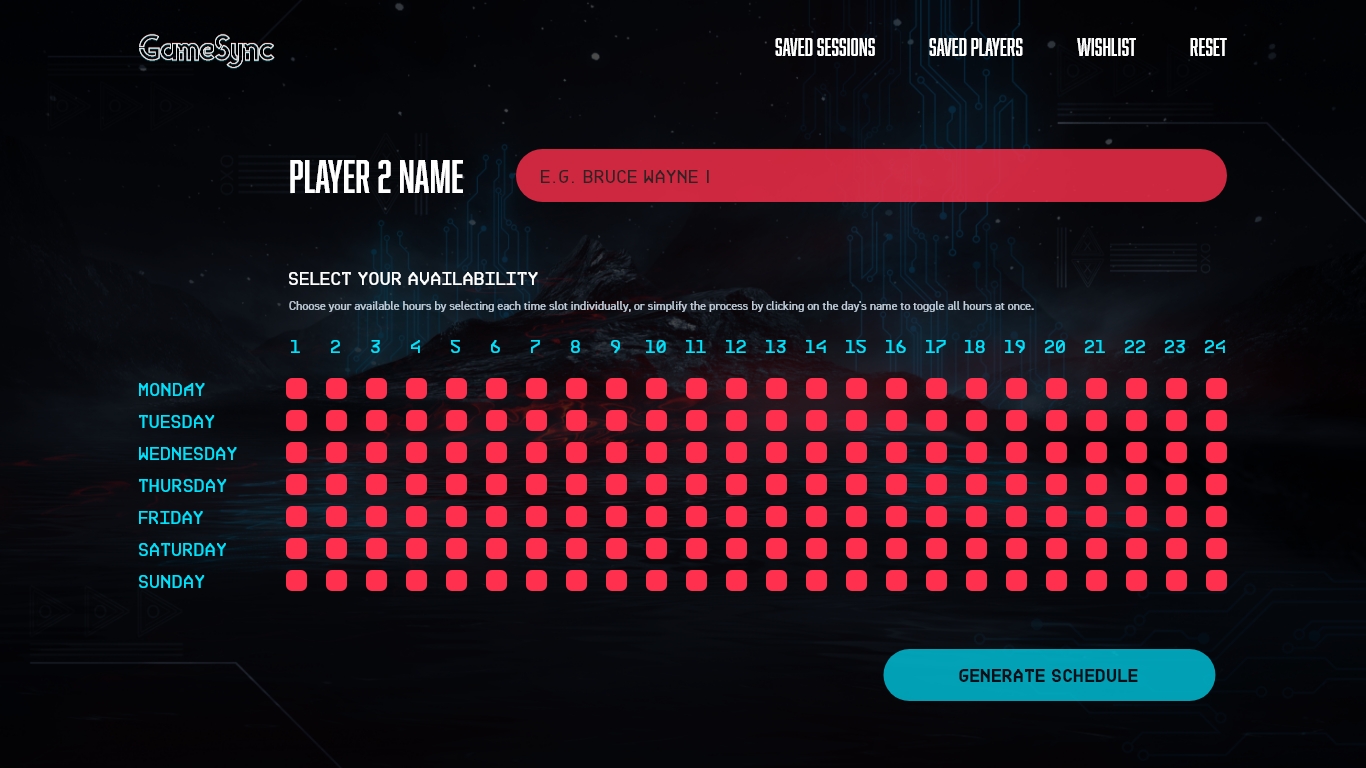 GameSync
SAVED SESSIONS SAVED PLAYERS WISHLIST RESET
PLAYER 2 NAME
E.G. BRUCE WAYNE |
SELECT YOUR AVAILABILITY
Choose your available hours by selecting each time slot individually, or simplify the process by clicking on the day's name to toggle all hours at once.
1 2 3 4 5 6 7 8 9 10 11 12 13 14 15 16 17 18 19 20 21 22 23 24
MONDAY
TUESDAY
WEDNESDAY
THURSDAY
FRIDAY
SATURDAY
SUNDAY
GENERATE SCHEDULE